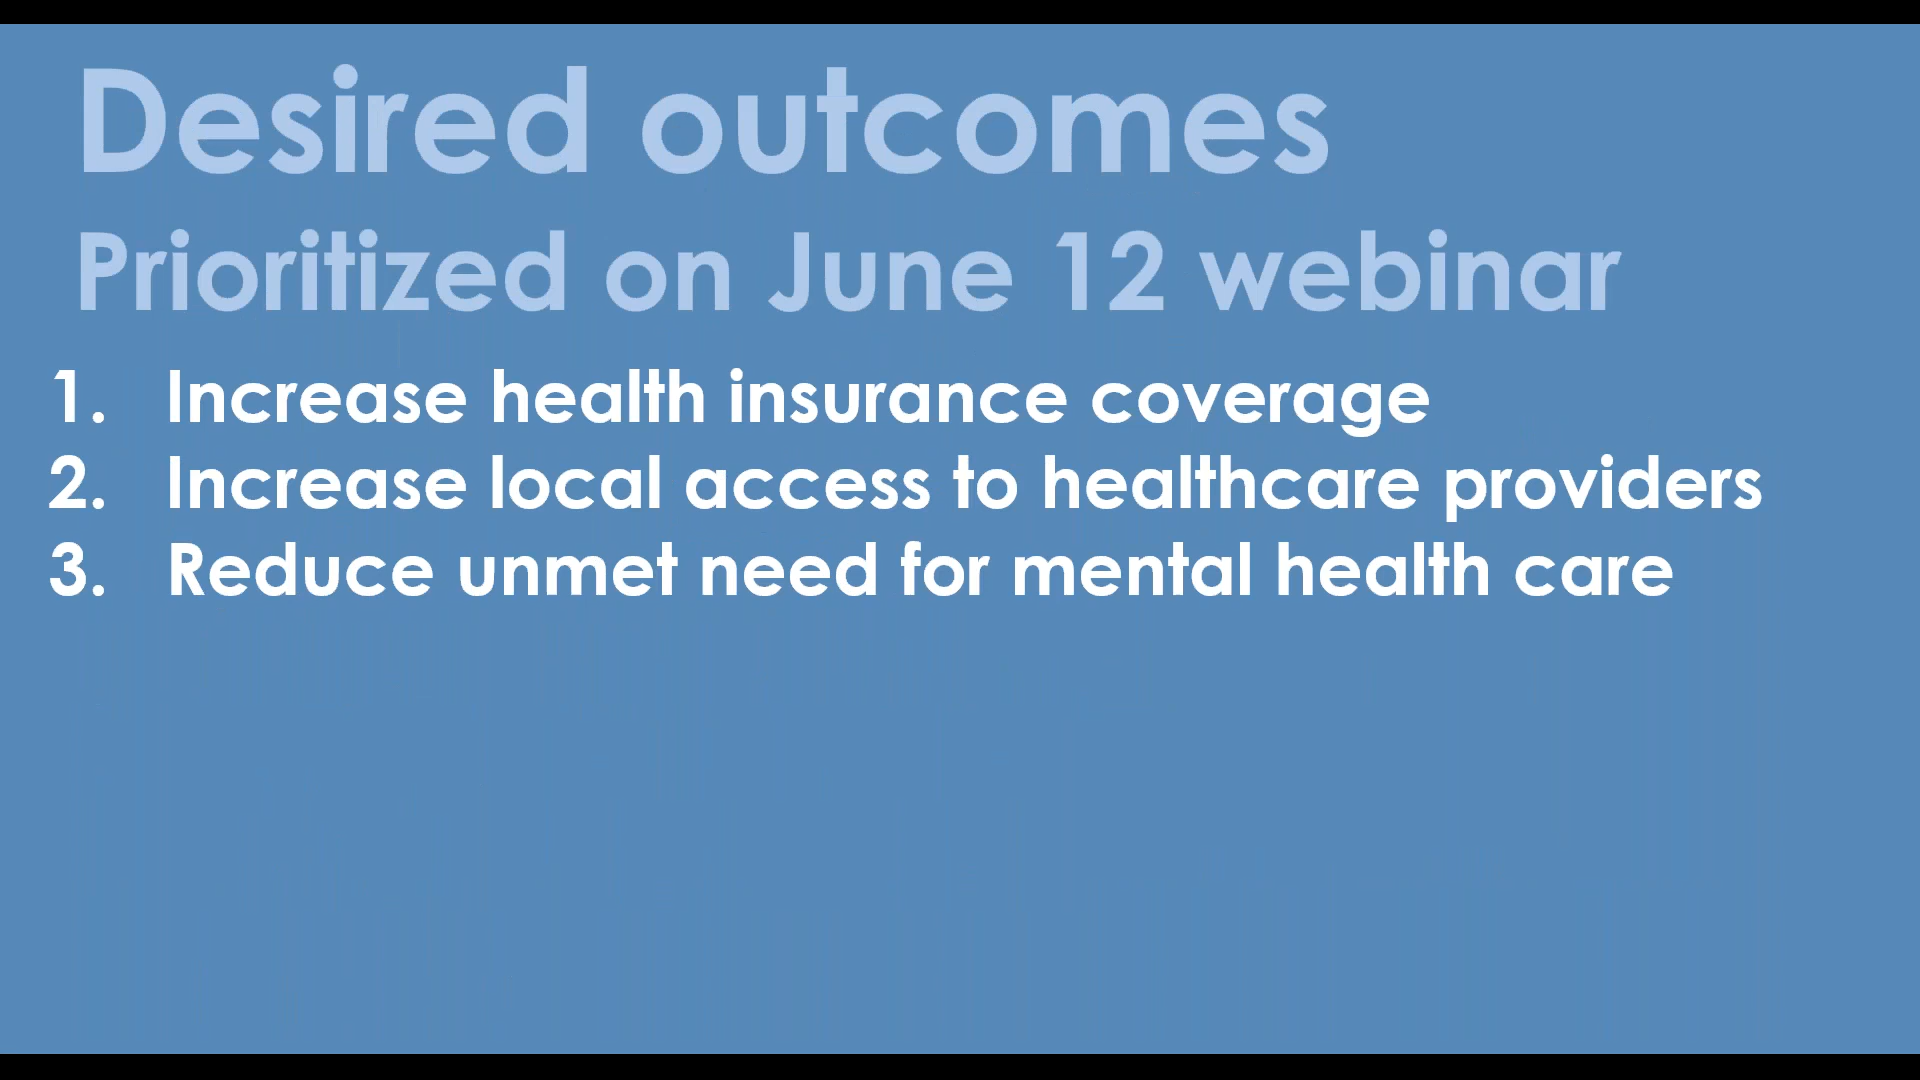 Desired outcomes
Prioritized on June 12 webinar
1. Increase health insurance coverage
2. Increase local access to healthcare providers
3. Reduce unmet need for mental health care